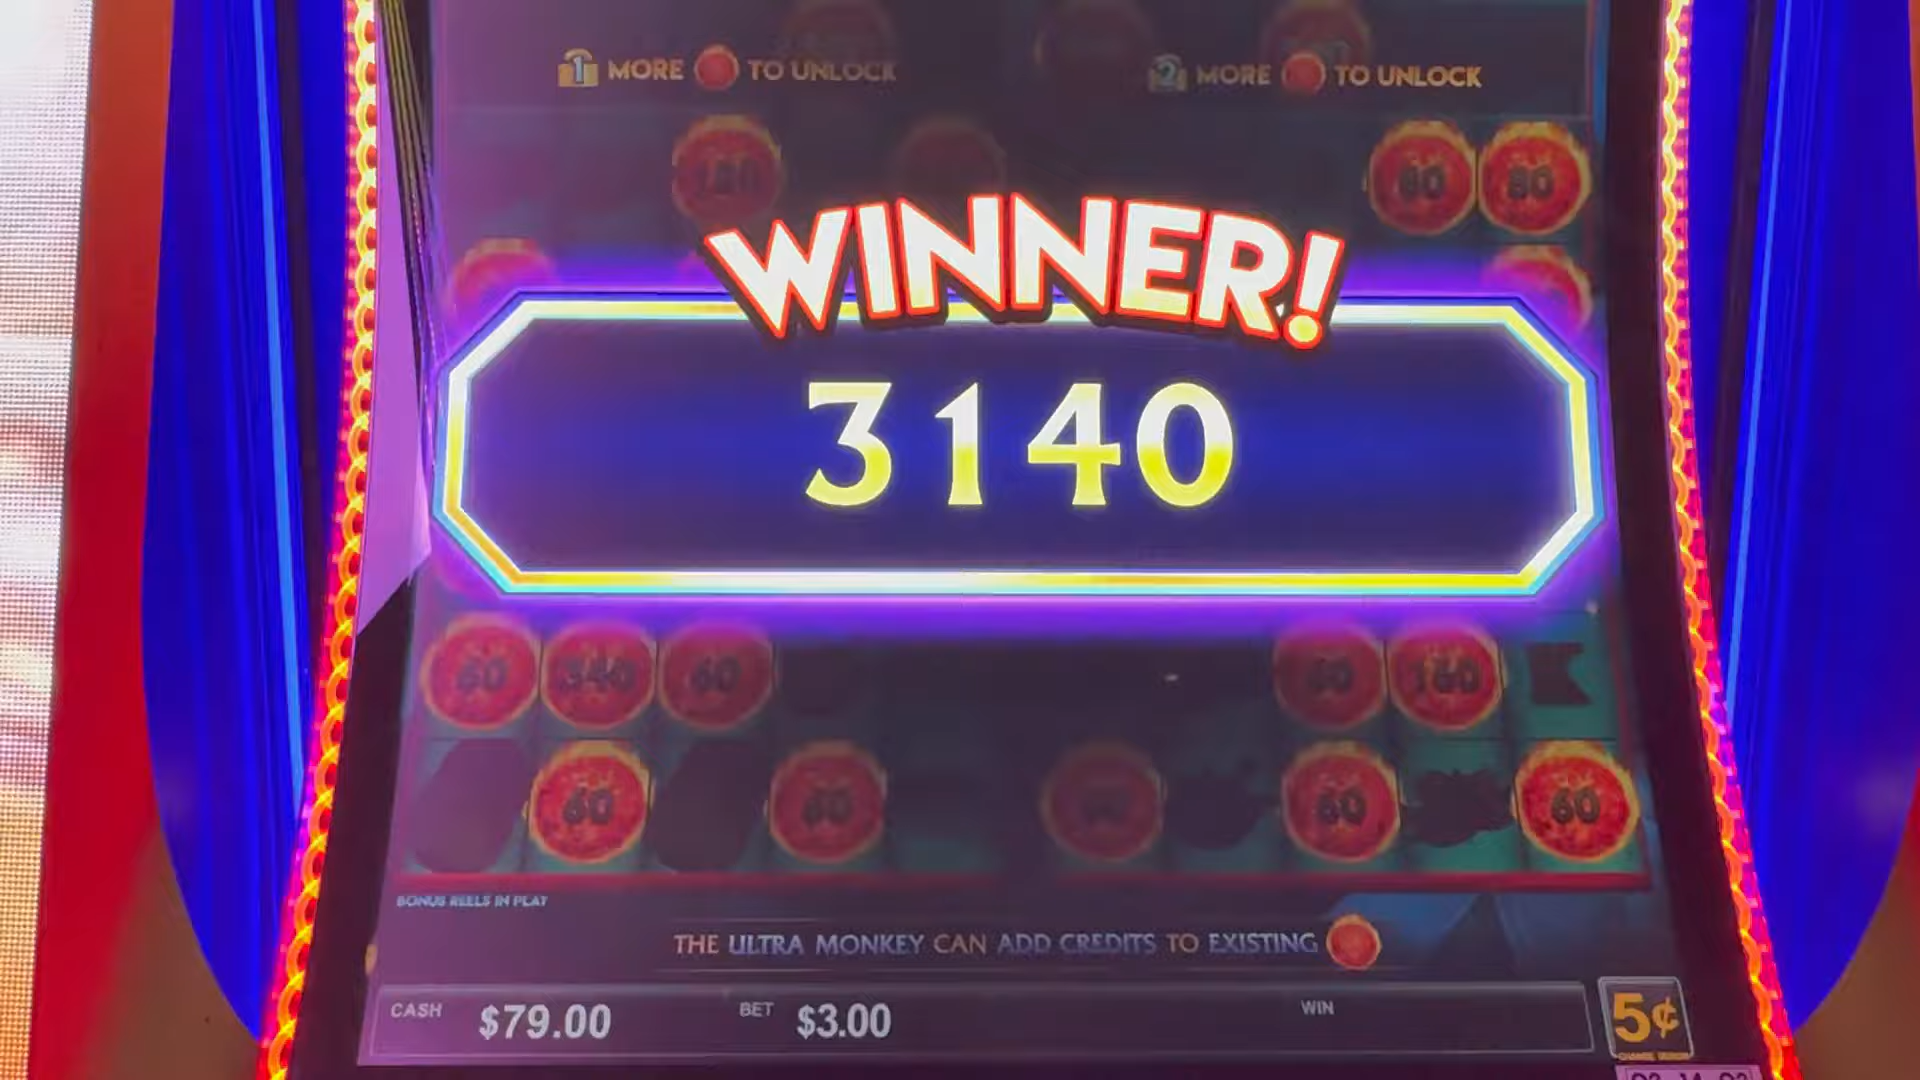 1 MORE TO UNLOCK
2 MORE TO UNLOCK
80
WINNER!
3140
60 340 60
60 160 K
60 60 60 60
BONUS REELS IN PLAY
THE ULTRA MONKEY CAN ADD CREDITS TO EXISTING
CASH $79.00 BET $3.00 WIN
5¢